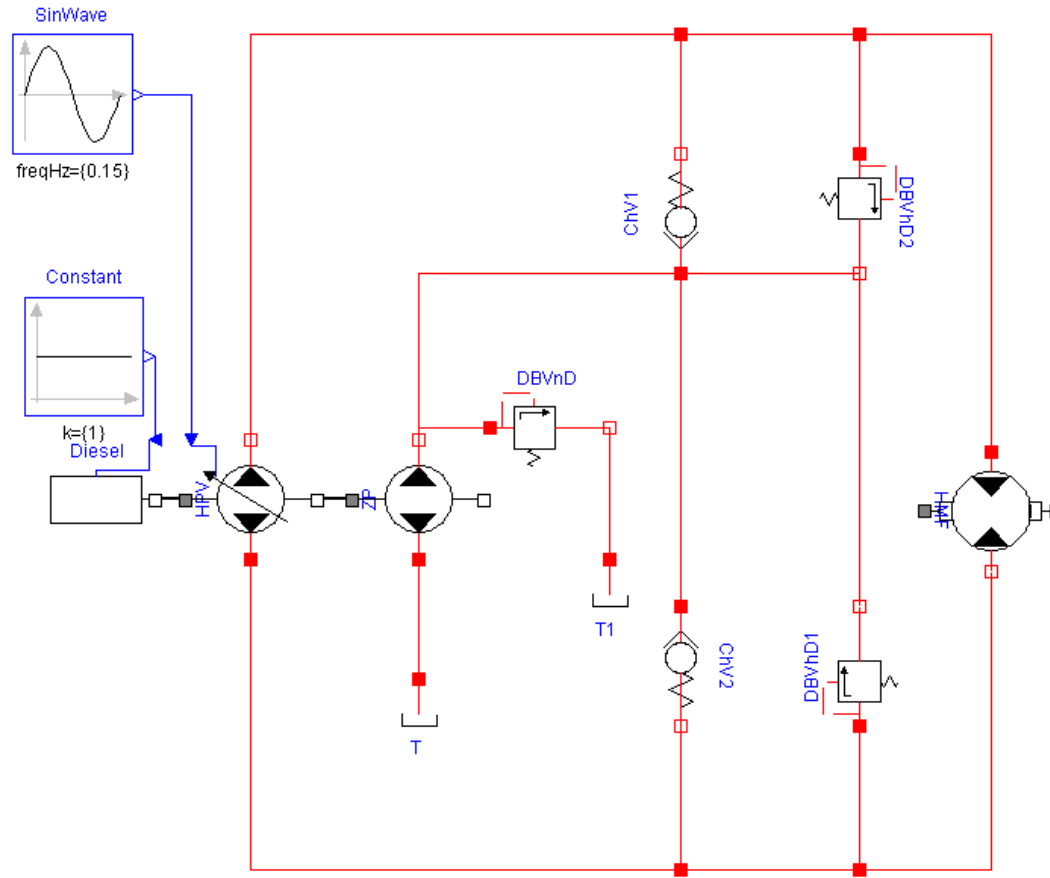 SinWave
freqHz={0.15}
Constant
k={1}
Diesel
HPV
ZP
DBVnD
T1
T
ChV1
DBVhD2
ChV2
DBVhD1
HMF